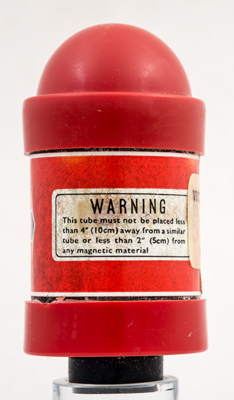 WARNING
This tube must not be placed less
than 4" (10cm) away from a similar
tube or less than 2" (5cm) from
any magnetic material